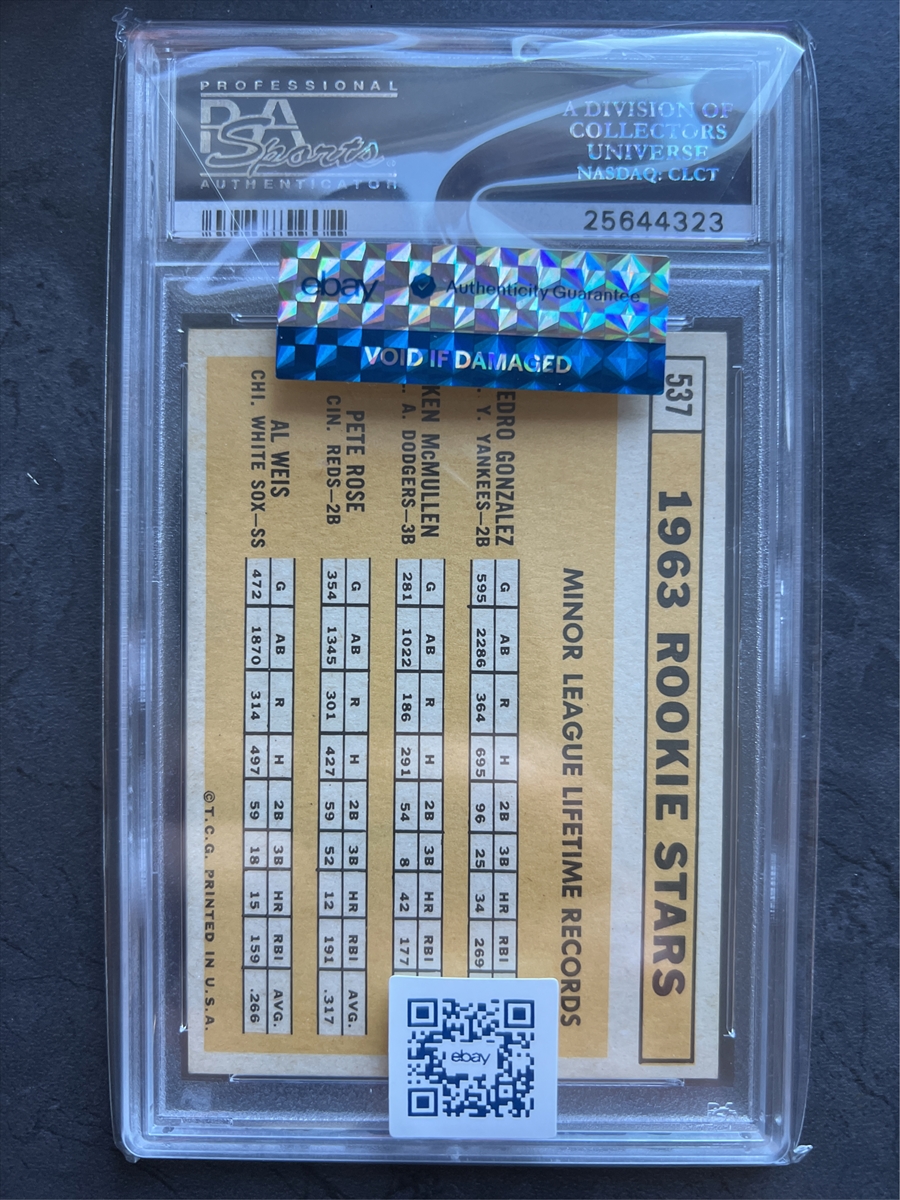 PROFESSIONAL
PSA
Sports
AUTHENTICATOR
A DIVISION OF
COLLECTORS
UNIVERSE
NASDAQ: CLCT
25644323
ebay Authenticity Guarantee
VOID IF DAMAGED
537 1963 ROOKIE STARS
MINOR LEAGUE LIFETIME RECORDS
EDRO GONZALEZ G AB R H 2B 3B HR RBI
. Y. YANKEES—2B 595 2286 364 695 96 25 34 269
KEN McMULLEN G AB R H 2B 3B HR RBI
. A. DODGERS—3B 281 1022 186 291 54 8 42 177
PETE ROSE G AB R H 2B 3B HR RBI AVG.
CIN. REDS—2B 354 1345 301 427 59 52 12 191 .317
AL WEIS G AB R H 2B 3B HR RBI AVG.
CHI. WHITE SOX—SS 472 1870 314 497 59 18 15 159 .266
©T.C.G. PRINTED IN U.S.A.
ebay